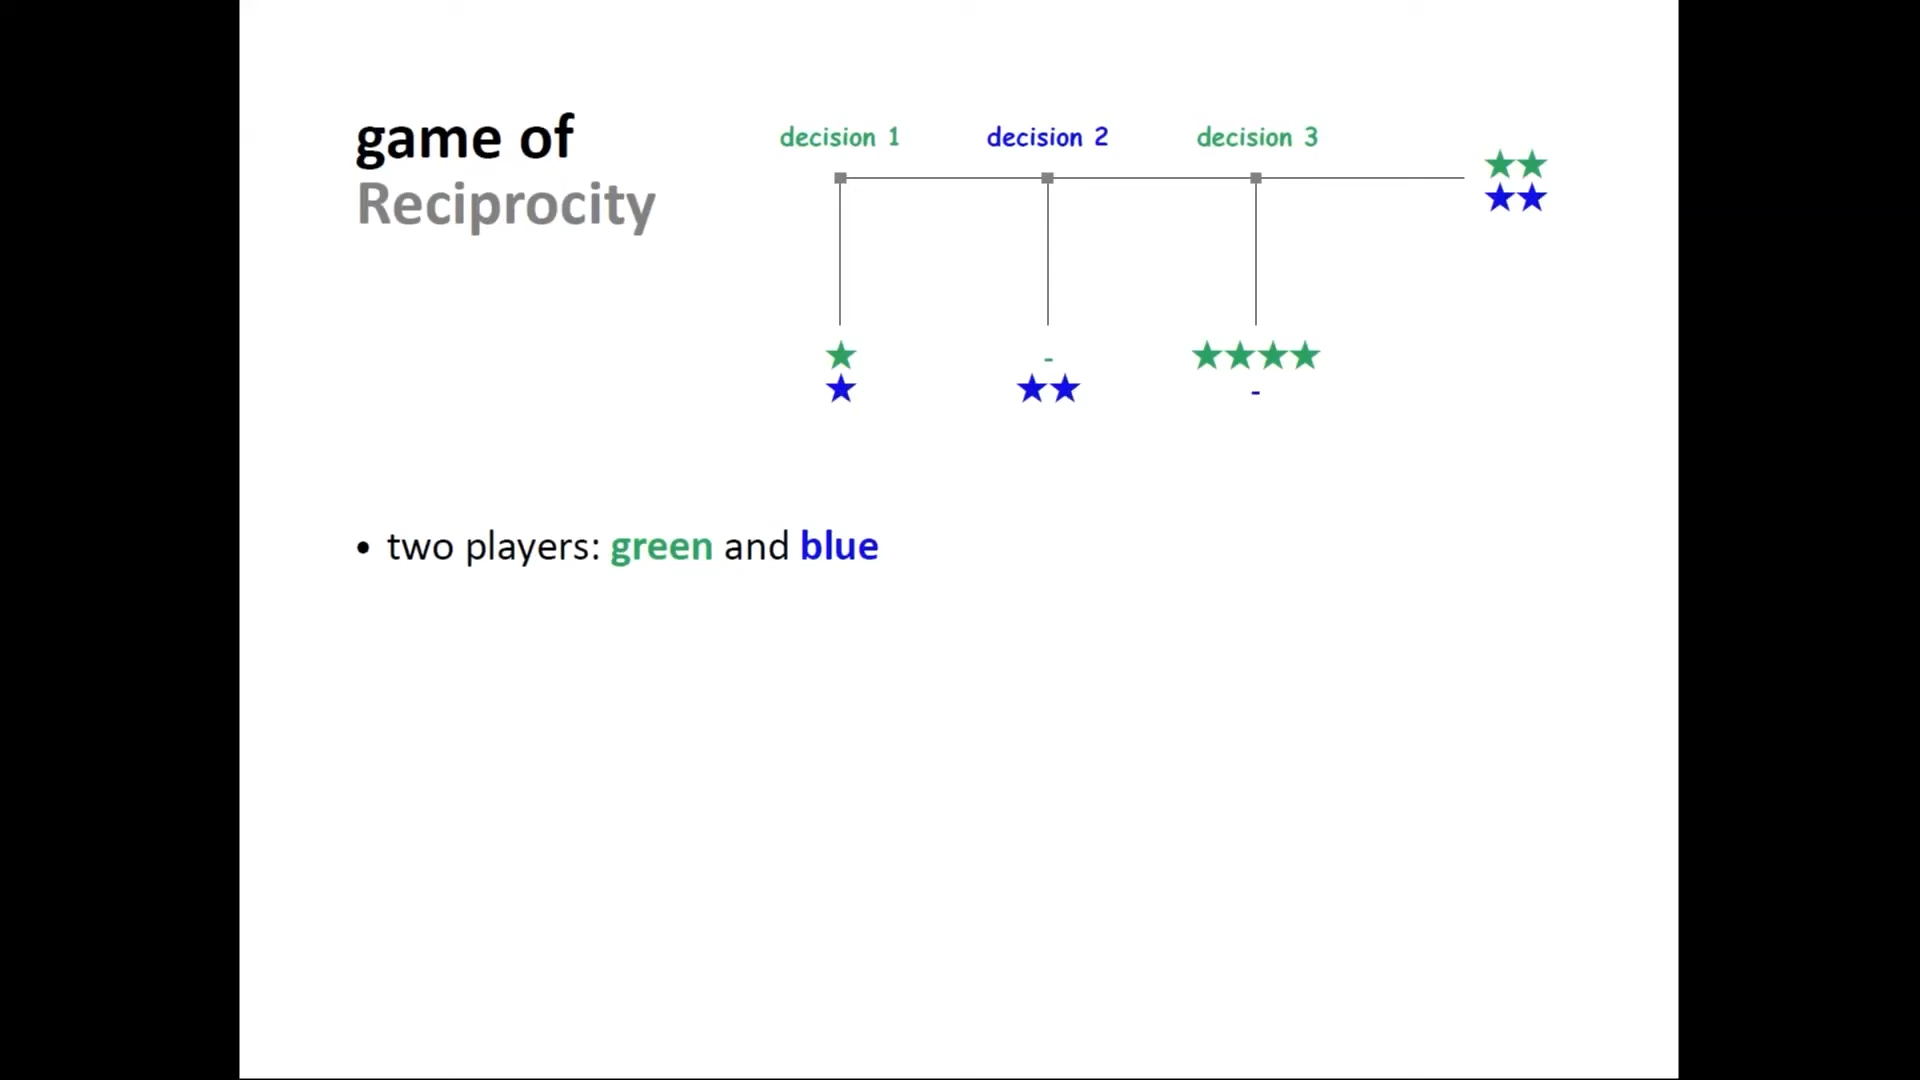 game of
Reciprocity
decision 1
decision 2
decision 3
-
-
• two players: green and blue